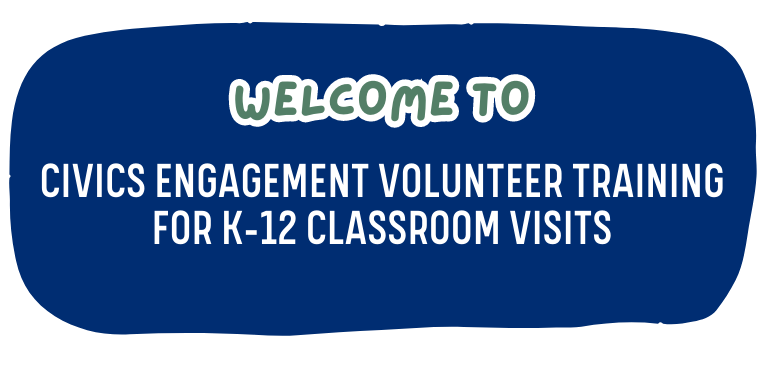 WELCOME TO
CIVICS ENGAGEMENT VOLUNTEER TRAINING
FOR K-12 CLASSROOM VISITS